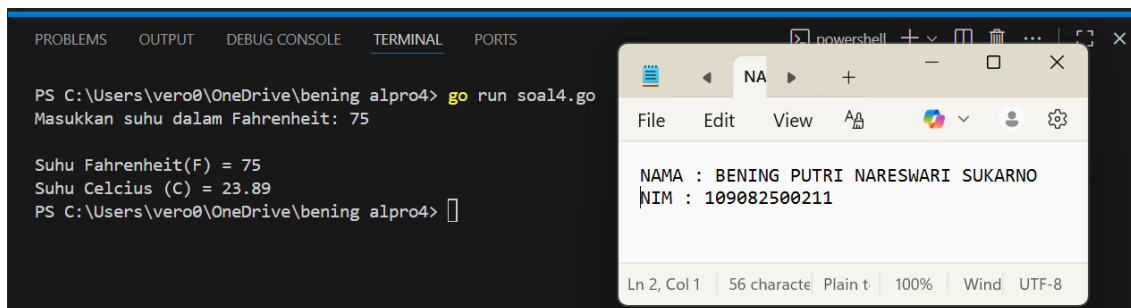 PROBLEMS OUTPUT DEBUG CONSOLE TERMINAL PORTS powershell
PS C:\Users\vero0\OneDrive\bening alpro4> go run soal4.go
Masukkan suhu dalam Fahrenheit: 75
Suhu Fahrenheit(F) = 75
Suhu Celcius (C) = 23.89
PS C:\Users\vero0\OneDrive\bening alpro4>
NA
File Edit View
NAMA : BENING PUTRI NARESWARI SUKARNO
NIM : 109082500211
Ln 2, Col 1 56 characte Plain t 100% Wind UTF-8